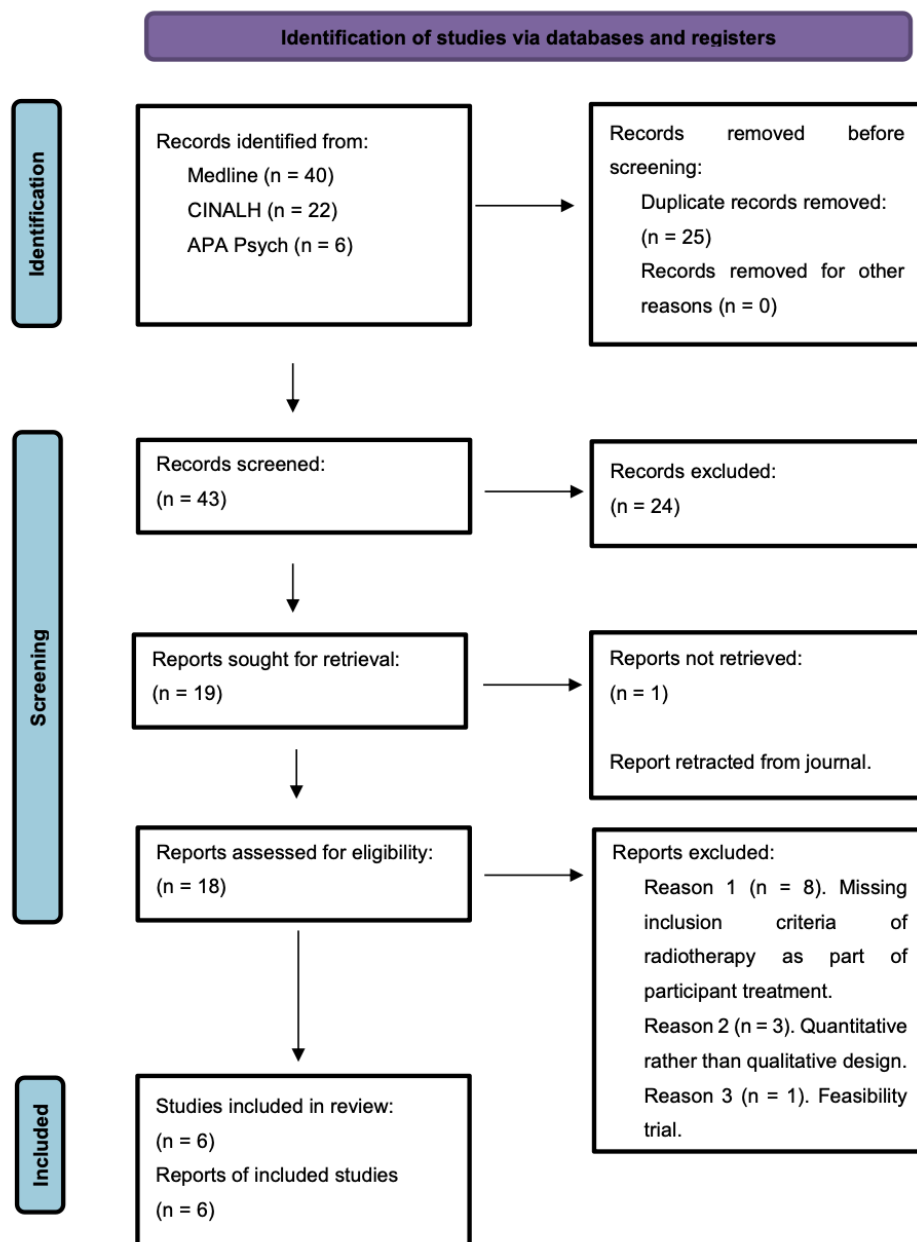 Identification of studies via databases and registers
Identification
Records identified from:
Medline (n = 40)
CINALH (n = 22)
APA Psych (n = 6)
Records removed before
screening:
Duplicate records removed:
(n = 25)
Records removed for other
reasons (n = 0)
Screening
Records screened:
(n = 43)
Records excluded:
(n = 24)
Reports sought for retrieval:
(n = 19)
Reports not retrieved:
(n = 1)
Report retracted from journal.
Reports assessed for eligibility:
(n = 18)
Reports excluded:
Reason 1 (n = 8). Missing
inclusion criteria of
radiotherapy as part of
participant treatment.
Reason 2 (n = 3). Quantitative
rather than qualitative design.
Reason 3 (n = 1). Feasibility
trial.
Included
Studies included in review:
(n = 6)
Reports of included studies
(n = 6)